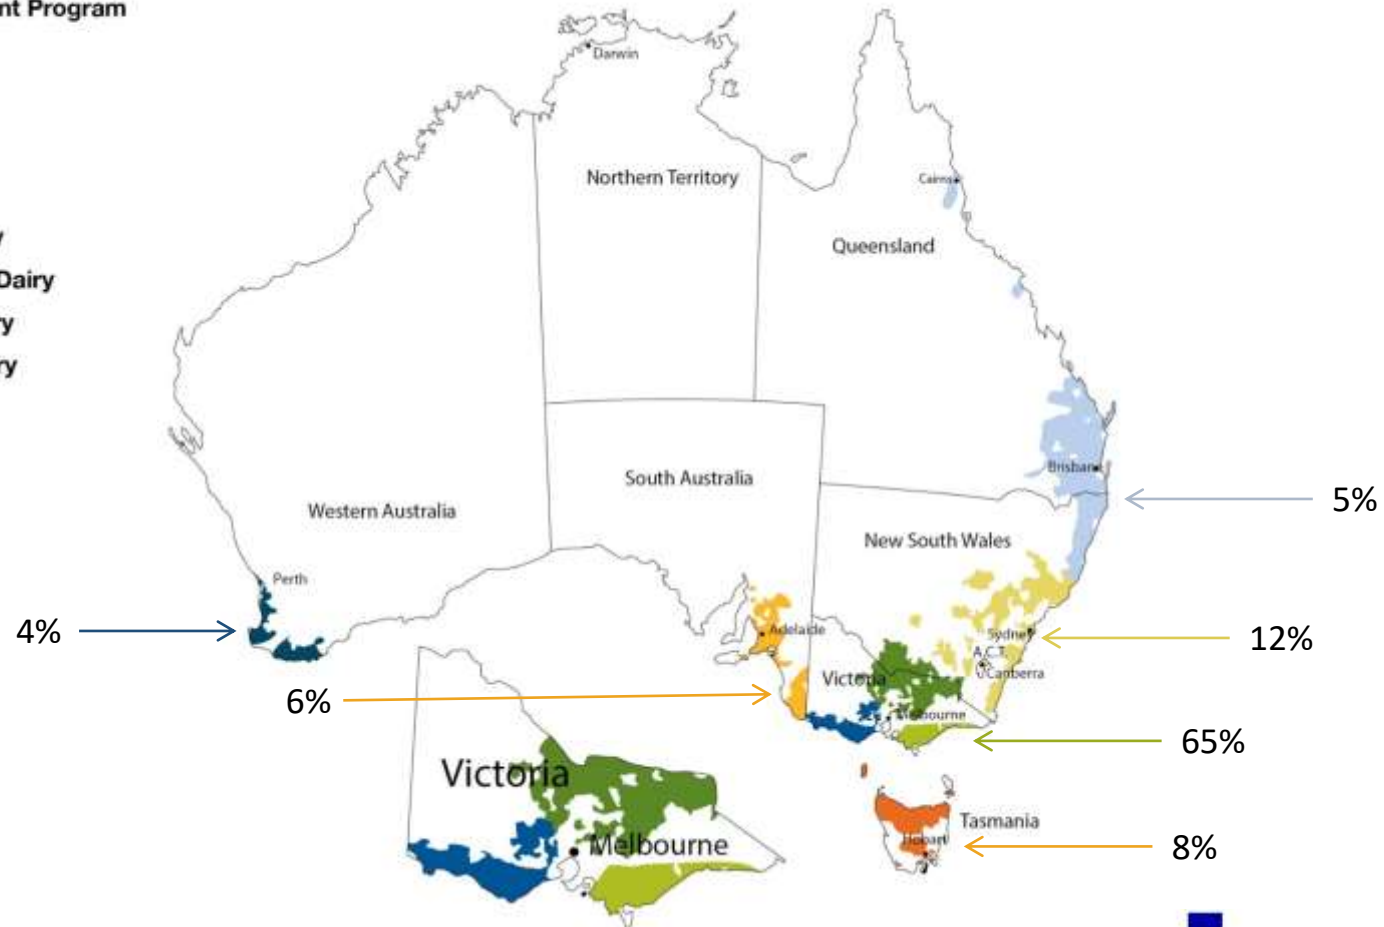 nt Program
Darwin
Northern Territory
Cairns
Queensland
y
Dairy
ry
ry
Brisbane
South Australia
5%
Western Australia
New South Wales
Perth
4%
Adelaide
Sydney
12%
A.C.T.
Canberra
Victoria
6%
Melbourne
65%
Victoria
Tasmania
Hobart
Melbourne
8%